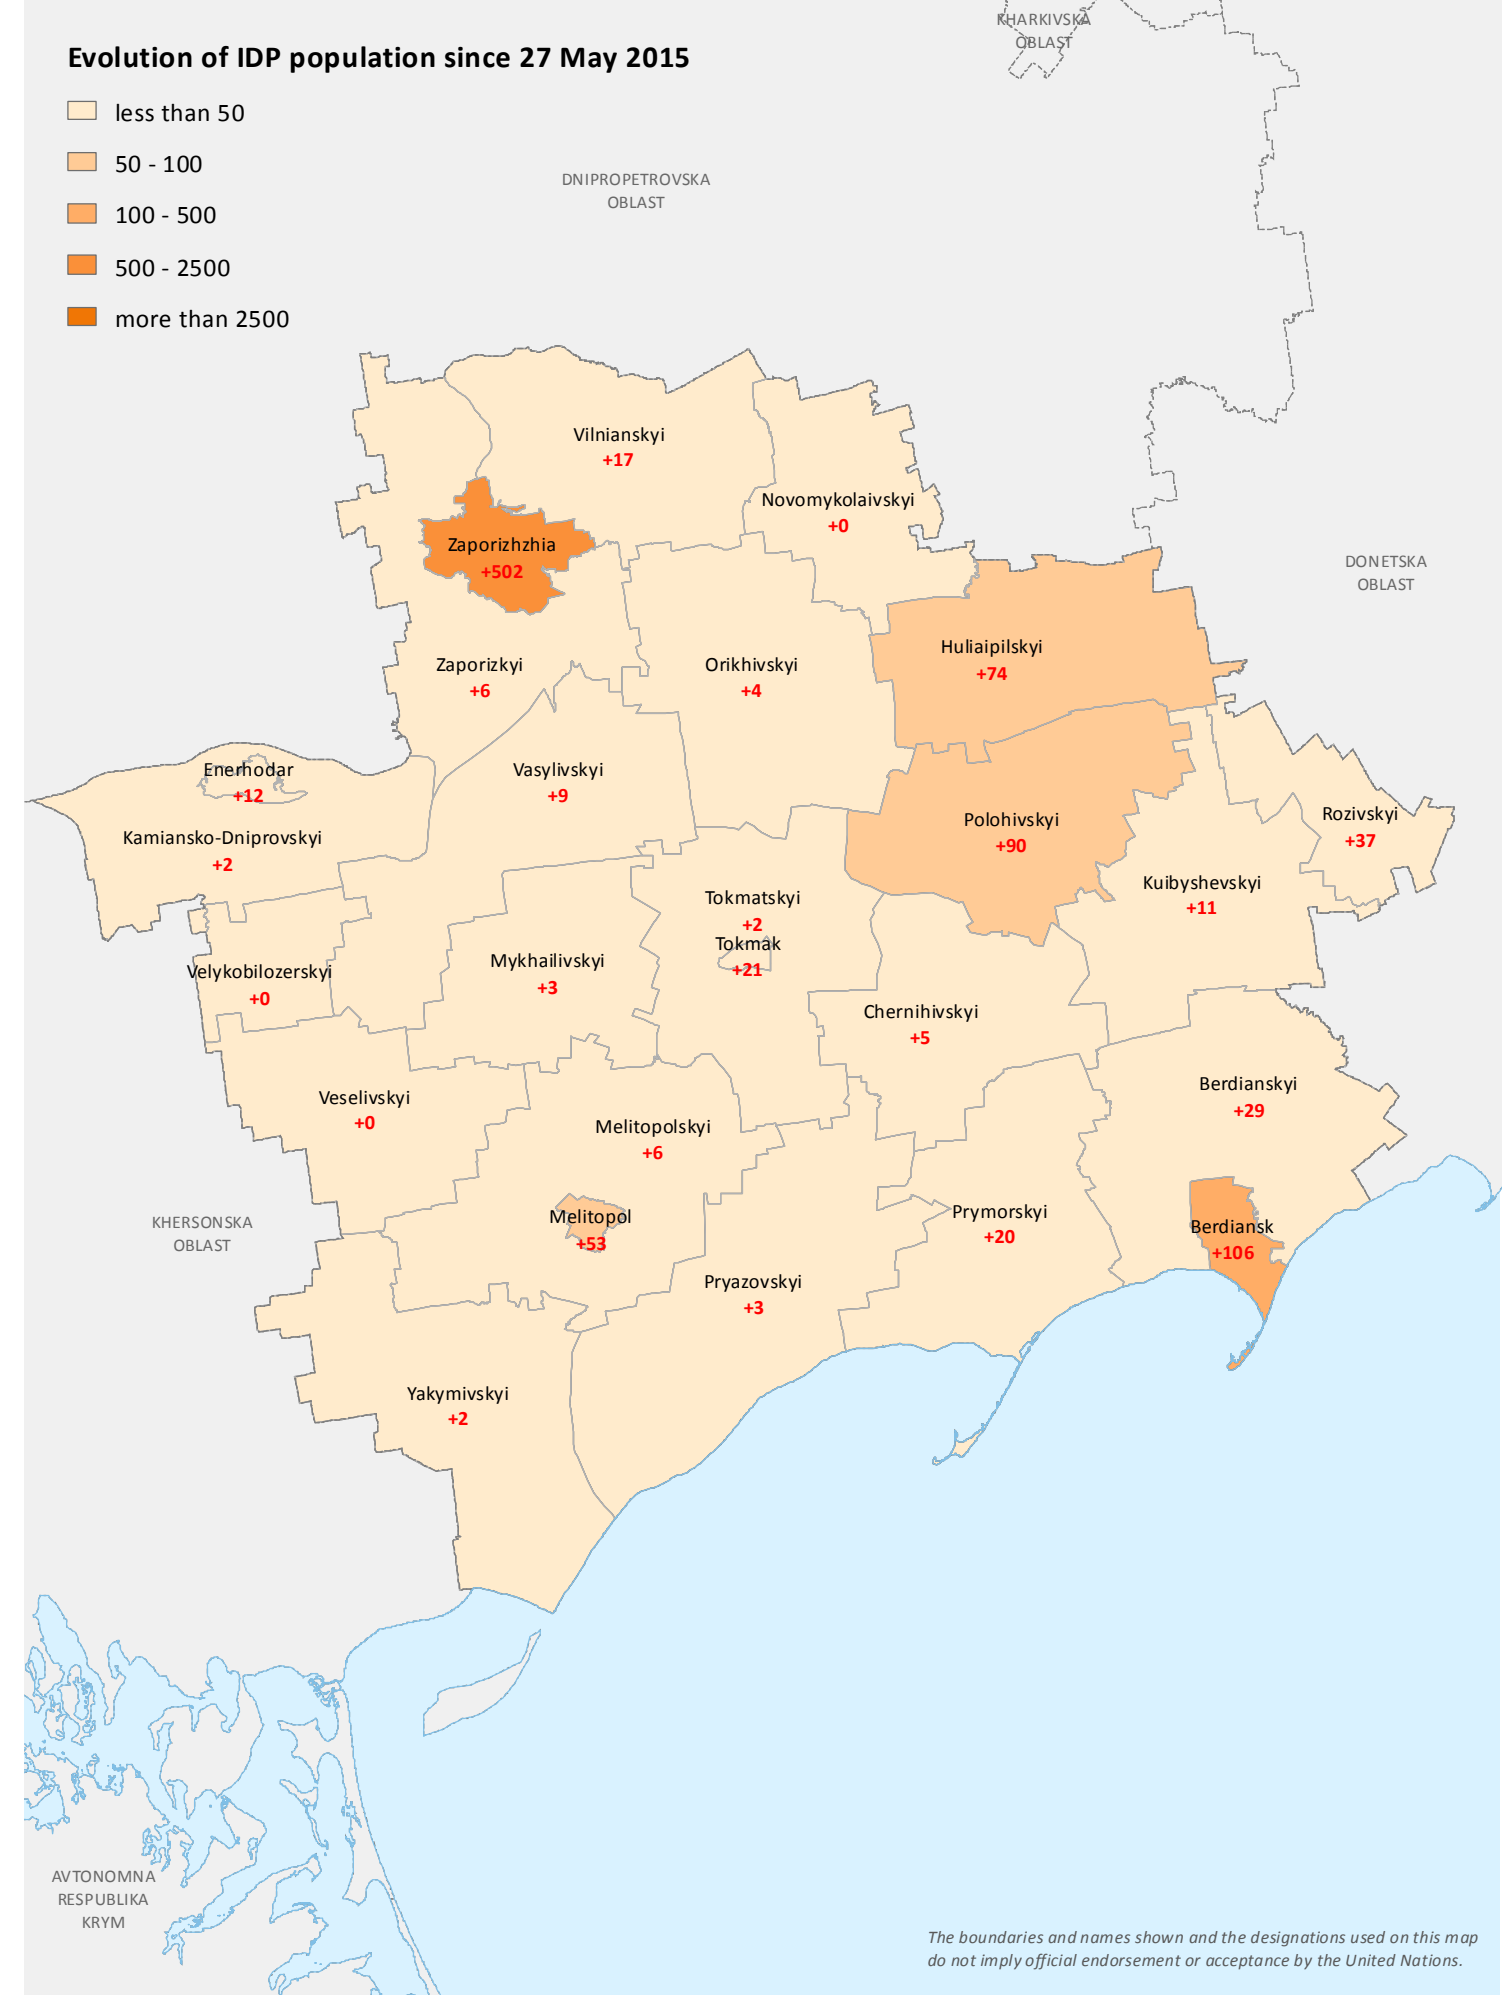 KHARKIVSKA
OBLAST
Evolution of IDP population since 27 May 2015
less than 50
50 - 100
100 - 500
500 - 2500
more than 2500
DNIPROPETROVSKA
OBLAST
Vilnianskyi
+17
Novomykolaivskyi
+0
Zaporizhzhia
+502
DONETSKA
OBLAST
Huliaipilskyi
+74
Zaporizkyi
+6
Orikhivskyi
+4
Enerhodar
+12
Vasylivskyi
+9
Kamiansko-Dniprovskyi
+2
Polohivskyi
+90
Rozivskyi
+37
Kuibyshevskyi
+11
Tokmatskyi
+2
Tokmak
+21
Velykobilozerskyi
+0
Mykhailivskyi
+3
Chernihivskyi
+5
Veselivskyi
+0
Berdianskyi
+29
Melitopolskyi
+6
KHERSONSKA
OBLAST
Melitopol
+53
Prymorskyi
+20
Berdiansk
+106
Pryazovskyi
+3
Yakymivskyi
+2
AVTONOMNA
RESPUBLIKA
KRYM
The boundaries and names shown and the designations used on this map
do not imply official endorsement or acceptance by the United Nations.